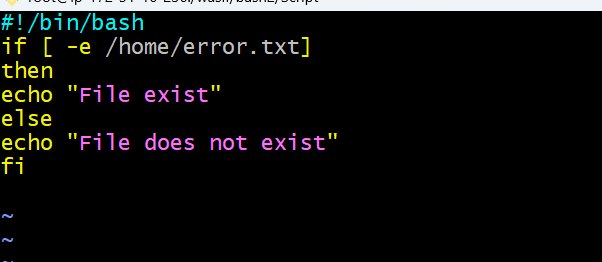 #!/bin/bash
if [ -e /home/error.txt]
then
echo "File exist"
else
echo "File does not exist"
fi
~
~